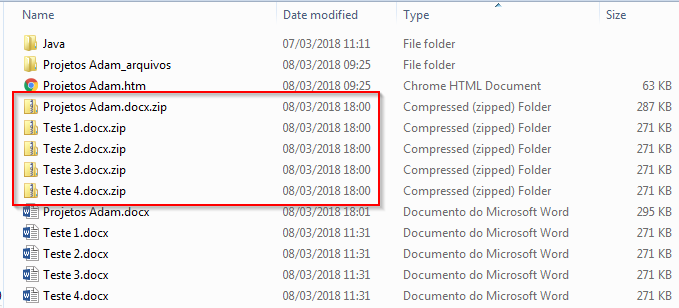 Name Date modified Type Size
Java 07/03/2018 11:11 File folder
Projetos Adam_arquivos 08/03/2018 09:25 File folder
Projetos Adam.htm 08/03/2018 09:25 Chrome HTML Document 63 KB
Projetos Adam.docx.zip 08/03/2018 18:00 Compressed (zipped) Folder 287 KB
Teste 1.docx.zip 08/03/2018 18:00 Compressed (zipped) Folder 271 KB
Teste 2.docx.zip 08/03/2018 18:00 Compressed (zipped) Folder 271 KB
Teste 3.docx.zip 08/03/2018 18:00 Compressed (zipped) Folder 271 KB
Teste 4.docx.zip 08/03/2018 18:00 Compressed (zipped) Folder 271 KB
Projetos Adam.docx 08/03/2018 18:01 Documento do Microsoft Word 295 KB
Teste 1.docx 08/03/2018 11:31 Documento do Microsoft Word 271 KB
Teste 2.docx 08/03/2018 11:31 Documento do Microsoft Word 271 KB
Teste 3.docx 08/03/2018 11:31 Documento do Microsoft Word 271 KB
Teste 4.docx 08/03/2018 11:31 Documento do Microsoft Word 271 KB